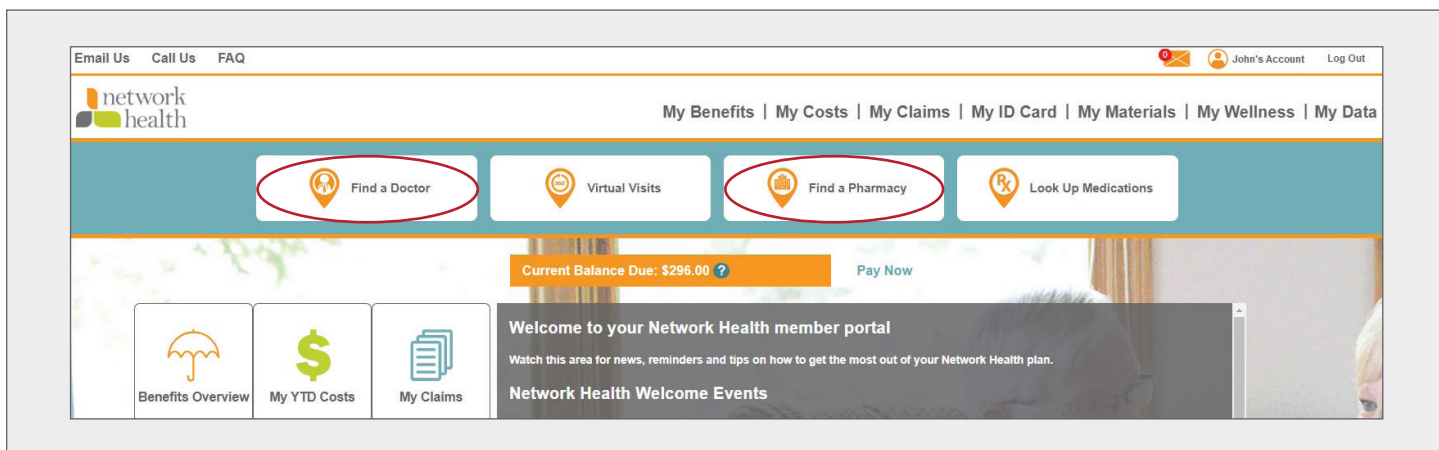 Email Us Call Us FAQ 0 John's Account Log Out
network
health
My Benefits | My Costs | My Claims | My ID Card | My Materials | My Wellness | My Data
Find a Doctor Virtual Visits Find a Pharmacy Rx Look Up Medications
Current Balance Due: $296.00 ? Pay Now
Welcome to your Network Health member portal
Watch this area for news, reminders and tips on how to get the most out of your Network Health plan.
$
Benefits Overview My YTD Costs My Claims
Network Health Welcome Events